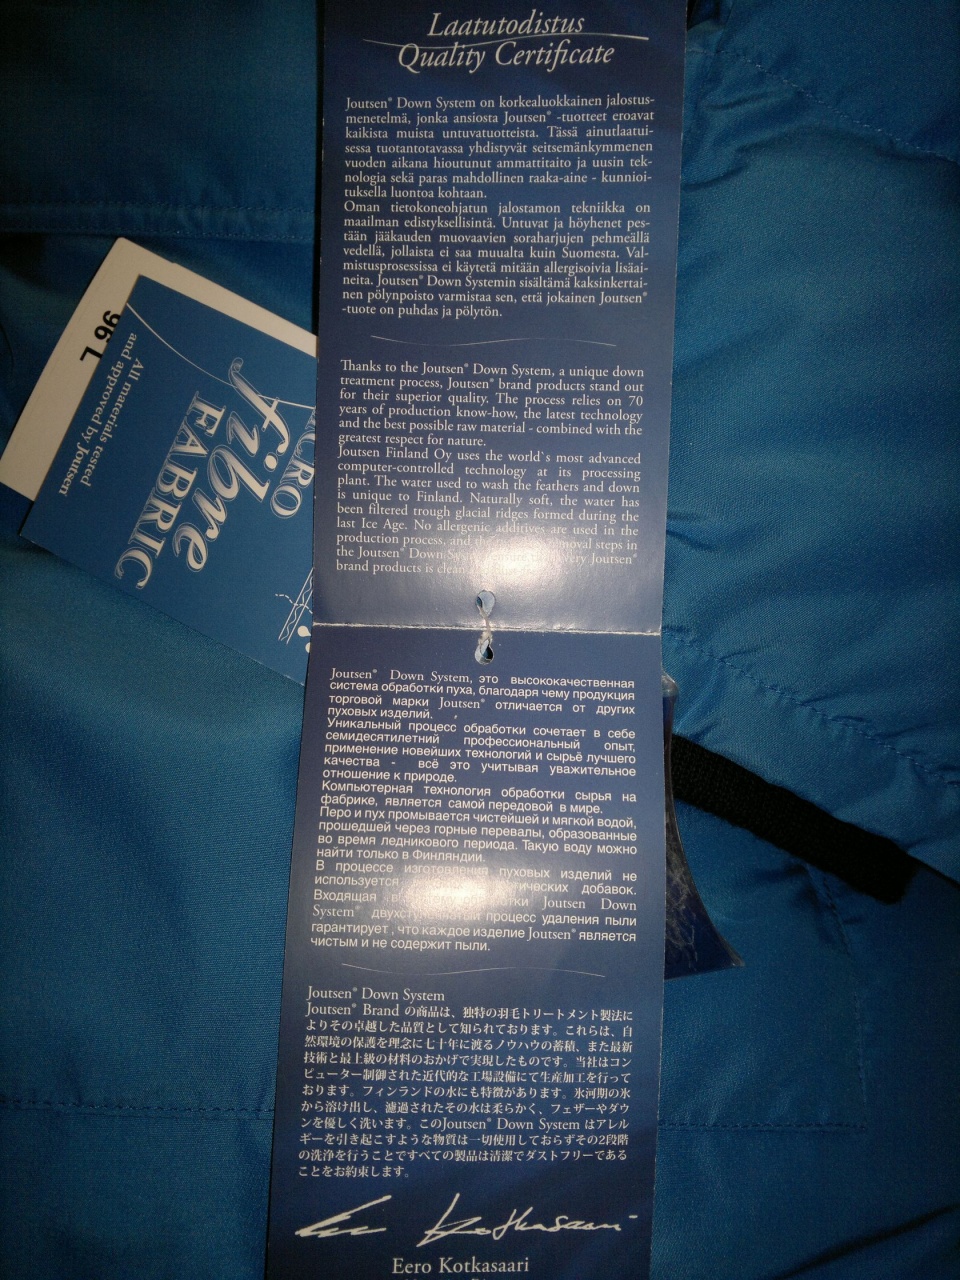 Laatutodistus
Quality Certificate
Joutsen® Down System on korkealuokkainen jalostus-
menetelmä, jonka ansiosta Joutsen® -tuotteet eroavat
kaikista muista untuvatuotteista. Tässä ainutlaatui-
sessa tuotantotavassa yhdistyvät seitsemänkymmenen
vuoden aikana hioutunut ammattitaito ja uusin tek-
nologia sekä paras mahdollinen raaka-aine - kunnioi-
tuksella luontoa kohtaan.
Oman tietokoneohjatun jalostamon tekniikka on
maailman edistyksellisintä. Untuvat ja höyhenet pes-
tään jääkauden muovaavien soraharjujen pehmeällä
vedellä, jollaista ei saa muualta kuin Suomesta. Val-
mistusprosessissa ei käytetä mitään allergisoivia lisäai-
neita. Joutsen® Down Systemin sisältämä kaksinkertai-
nen pölynpoisto varmistaa sen, että jokainen Joutsen®
-tuote on puhdas ja pölytön.
Thanks to the Joutsen® Down System, a unique down
treatment process, Joutsen® brand products stand out
for their superior quality. The process relies on 70
years of production know-how, the latest technology
and the best possible raw material - combined with the
greatest respect for nature.
Joutsen Finland Oy uses the world`s most advanced
computer-controlled technology at its processing
plant. The water used to wash the feathers and down
is unique to Finland. Naturally soft, the water has
been filtered trough glacial ridges formed during the
last Ice Age. No allergenic additives are used in the
production process, and the removal steps in
the Joutsen® Down every Joutsen®
brand products is clean
Joutsen® Down System, это высококачественная
система обработки пуха, благодаря чему продукция
торговой марки Joutsen® отличается от других
пуховых изделий.
Уникальный процесс обработки сочетает в себе
семидесятилетний профессиональный опыт,
применение новейших технологий и сырьё лучшего
качества - всё это учитывая уважительное
отношение к природе.
Компьютерная технология обработки сырья на
фабрике, является самой передовой в мире.
Перо и пух промывается чистейшей и мягкой водой,
прошедшей через горные перевалы, образованные
во время ледникового периода. Такую воду можно
найти только в Финляндии.
В процессе изготовления пуховых изделий не
используется добавок.
Входящая в Joutsen Down
System® двухступенчатый процесс удаления пыли
гарантирует, что каждое изделие Joutsen® является
чистым и не содержит пыли.
Joutsen® Down System
Joutsen® Brand の商品は、独特の羽毛トリートメント製法に
よりその卓越した品質として知られております。これらは、自
然環境の保護を理念に七十年に渡るノウハウの蓄積、また最新
技術と最上級の材料のおかげで実現したものです。当社はコン
ピューター制御された近代的な工場設備にて生産加工を行って
おります。フィンランドの水にも特徴があります。氷河期の氷
から溶け出し、濾過されたその水は柔らかく、フェザーやダウ
ンを優しく洗います。このJoutsen® Down System はアレル
ギーを引き起こすような物質は一切使用しておらずその2段階
の洗浄を行うことですべての製品は清潔でダストフリーである
ことをお約束します。
Eero Kotkasaari
Eero Kotkasaari
96 L
All materials tested
and approved by Joutsen
CRO
fibre
FABRIC